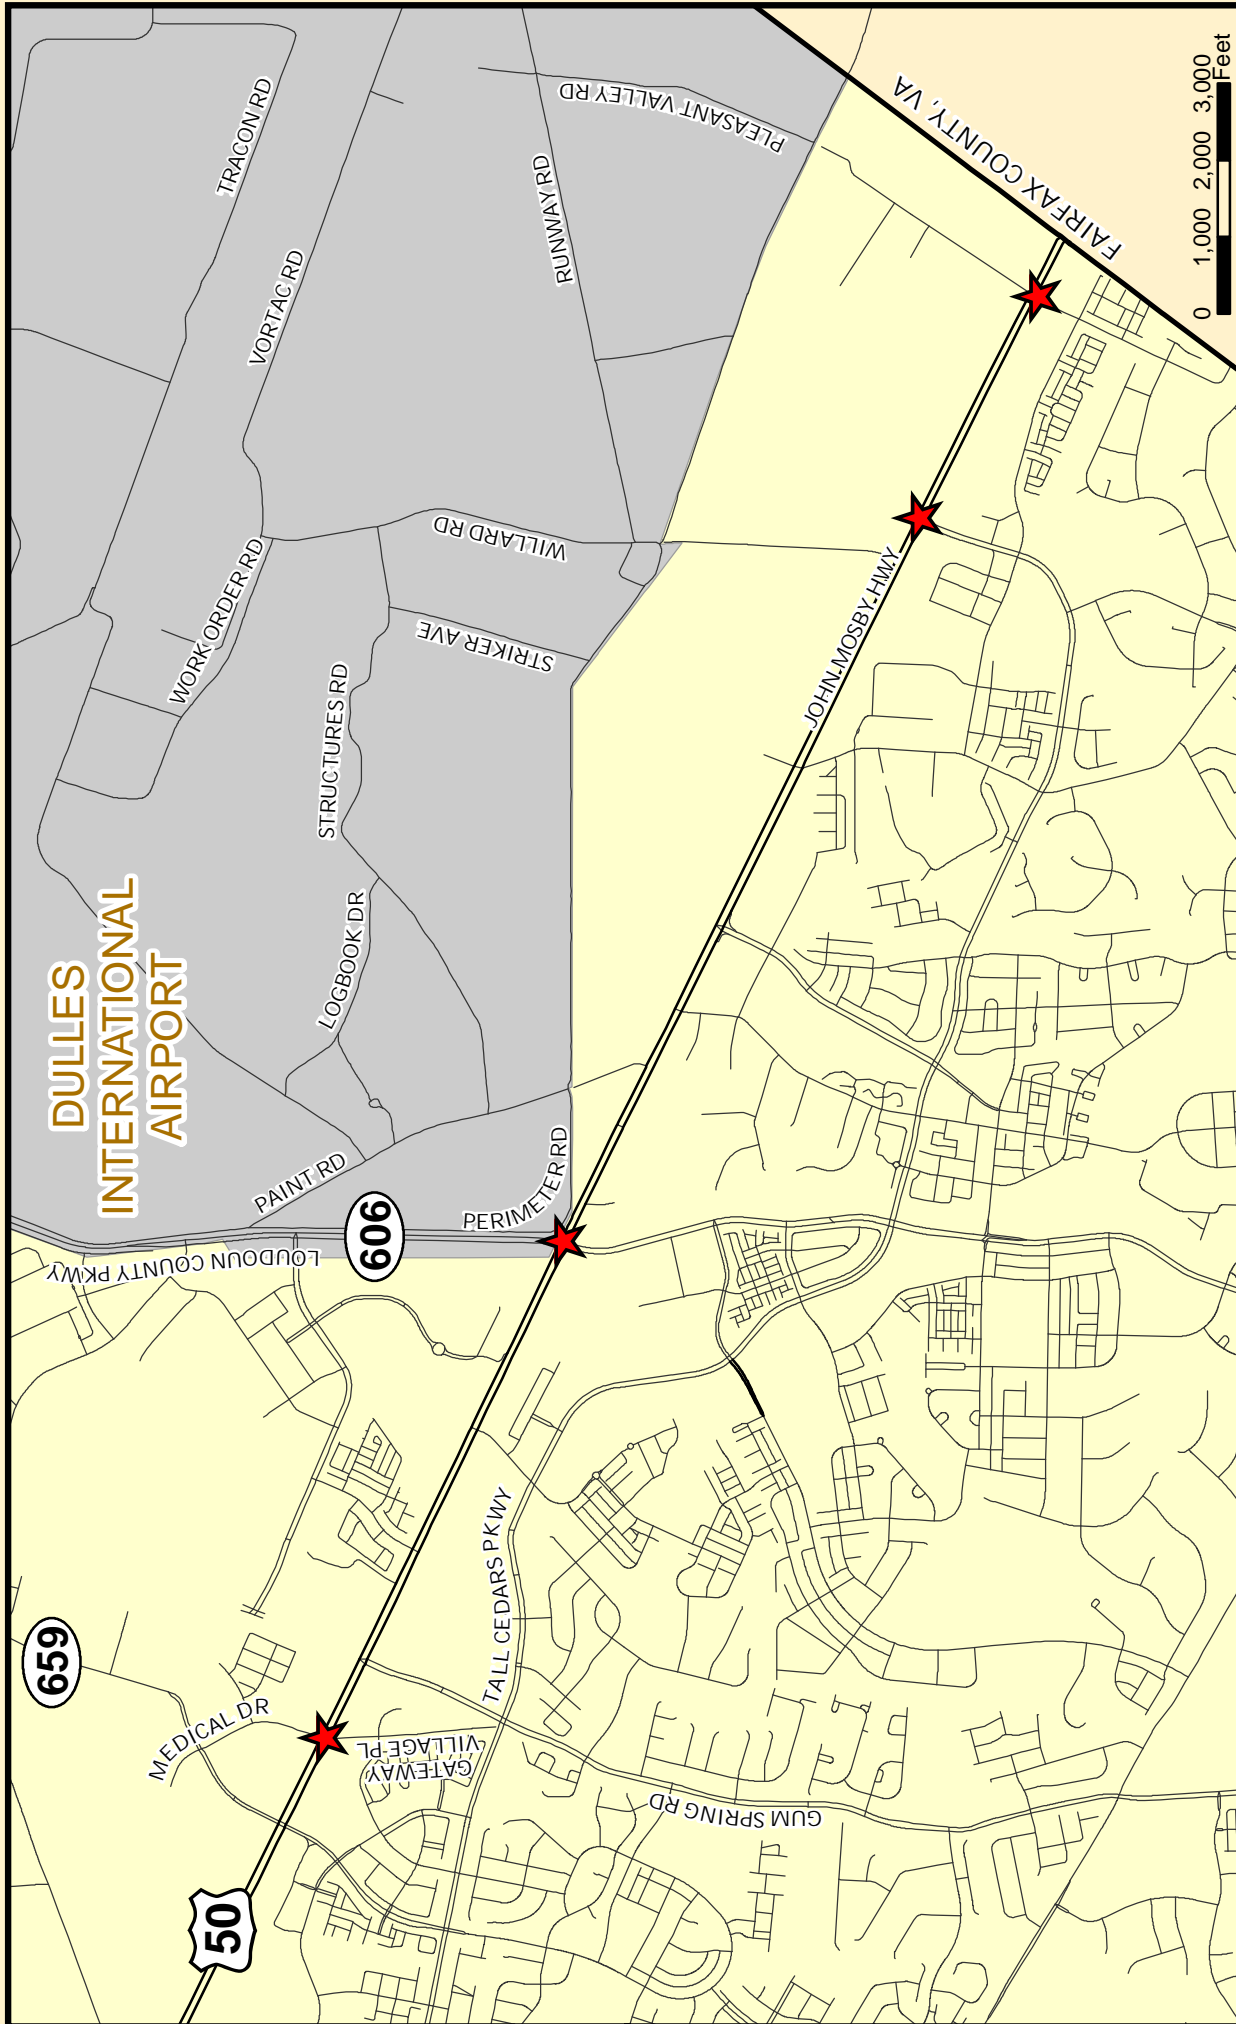 DULLES
INTERNATIONAL
AIRPORT
TRACON RD
VORTAC RD
WORK ORDER RD
STRUCTURES RD
LOGBOOK DR
PAINT RD
PERIMETER RD
LOUDOUN COUNTY PKWY
606
WILLARD RD
STRIKER AVE
RUNWAY RD
PLEASANT VALLEY RD
FAIRFAX COUNTY, VA
JOHN MOSBY HWY
659
MEDICAL DR
GATEWAY
VILLAGE PL
TALL CEDARS PKWY
GUM SPRING RD
50
0 1,000 2,000 3,000
Feet